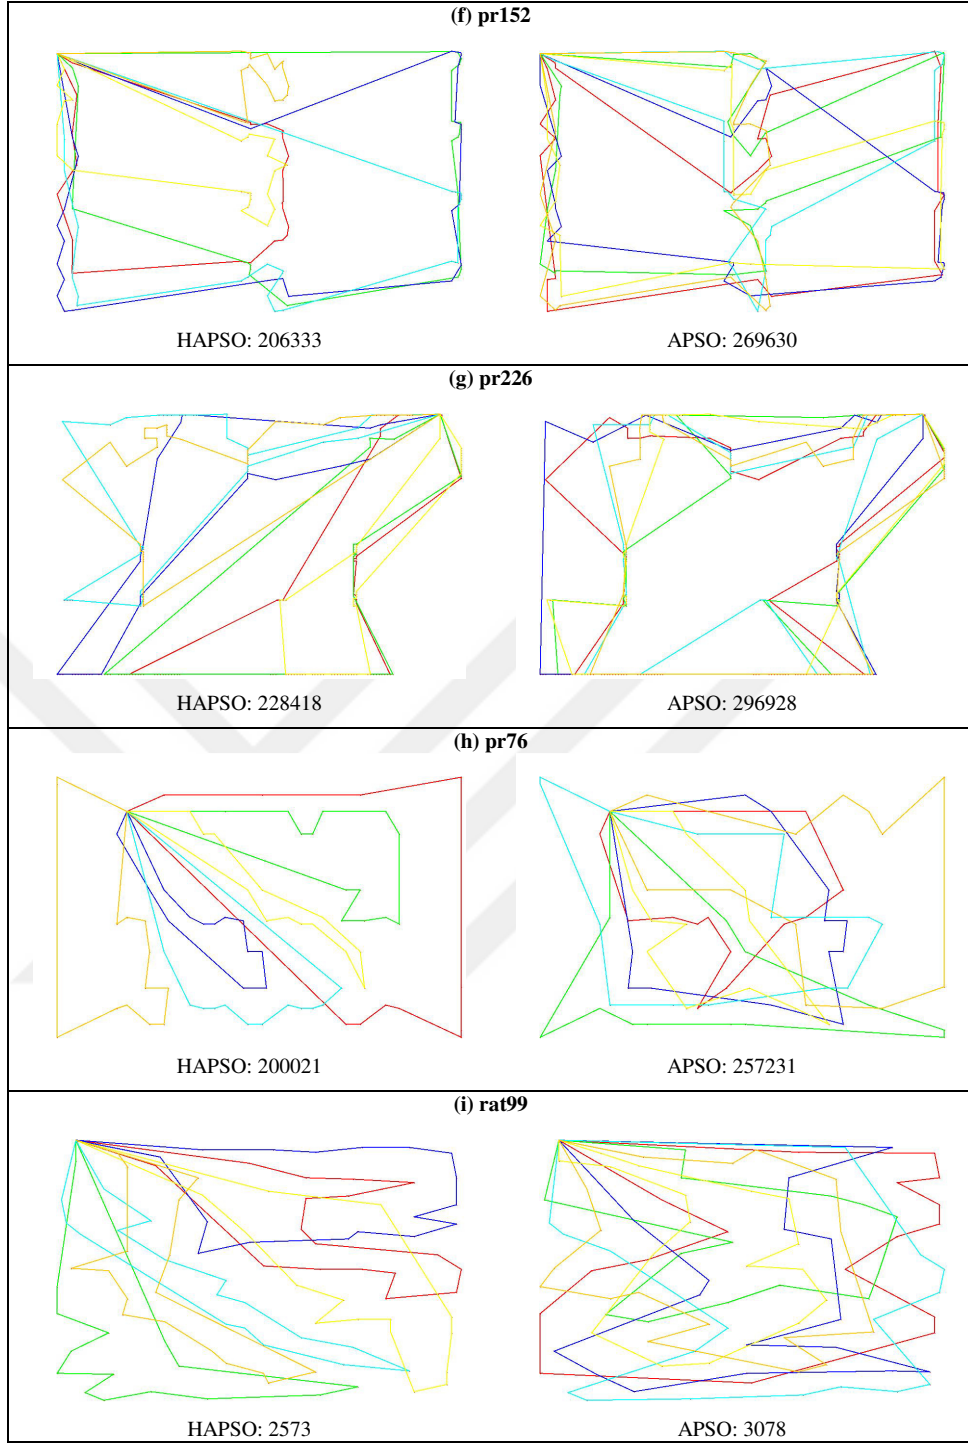 (f) pr152
HAPSO: 206333 APSO: 269630
(g) pr226
HAPSO: 228418 APSO: 296928
(h) pr76
HAPSO: 200021 APSO: 257231
(i) rat99
HAPSO: 2573 APSO: 3078